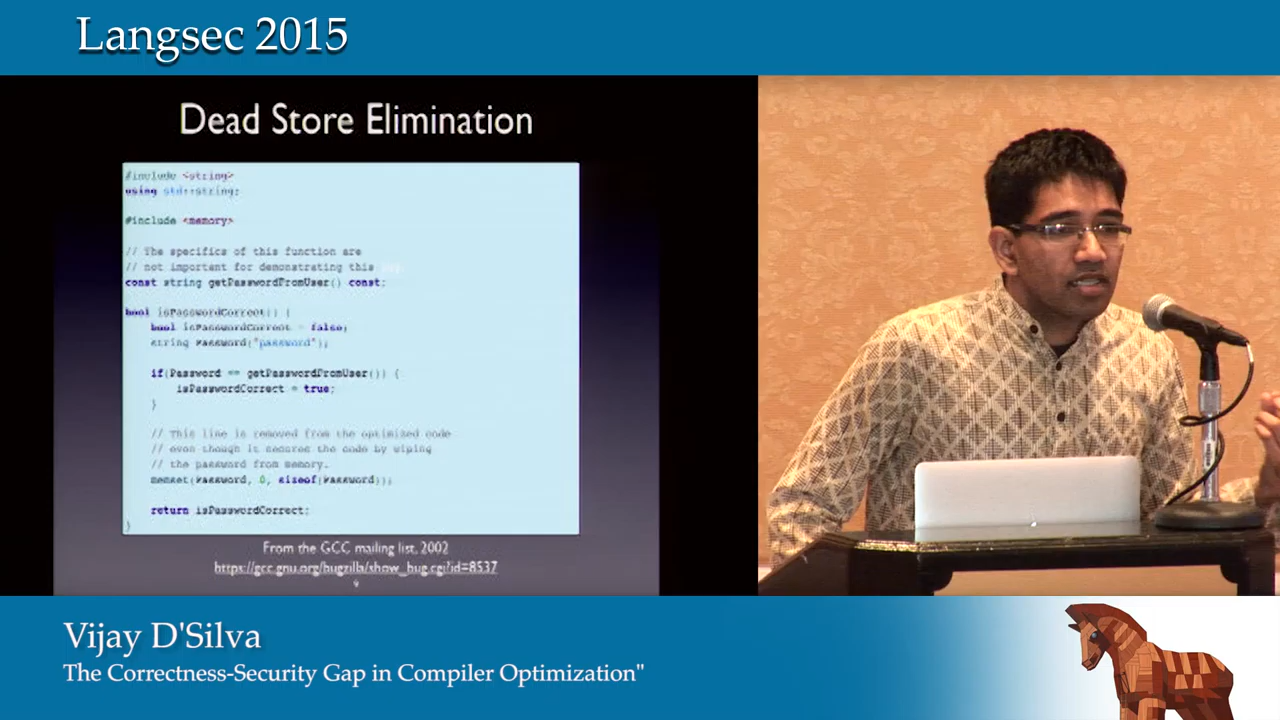 Langsec 2015
Dead Store Elimination
#include <string>
using std::string;
#include <memory>
// The specifics of this function are
// not important for demonstrating this
const string getPasswordFromUser() const;
bool isPasswordCorrect() {
bool isPasswordCorrect = false;
string Password("password");
if(Password == getPasswordFromUser()) {
isPasswordCorrect = true;
}
// This line is removed from the optimized code
// even though it secures the code by wiping
// the password from memory.
memset(Password, 0, sizeof(Password));
return isPasswordCorrect;
}
From the GCC mailing list, 2002
https://gcc.gnu.org/bugzilla/show_bug.cgi?id=8537
Vijay D'Silva
The Correctness-Security Gap in Compiler Optimization"